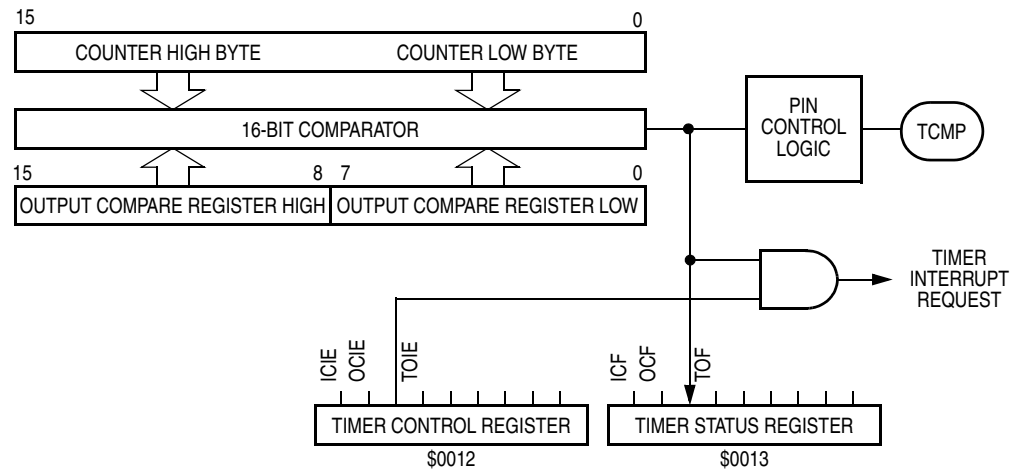 15 0
COUNTER HIGH BYTE COUNTER LOW BYTE
16-BIT COMPARATOR
15 8 7 0
OUTPUT COMPARE REGISTER HIGH OUTPUT COMPARE REGISTER LOW
PIN
CONTROL
LOGIC
TCMP
TIMER
INTERRUPT
REQUEST
ICIE
OCIE
TOIE
ICF
OCF
TOF
TIMER CONTROL REGISTER
$0012
TIMER STATUS REGISTER
$0013